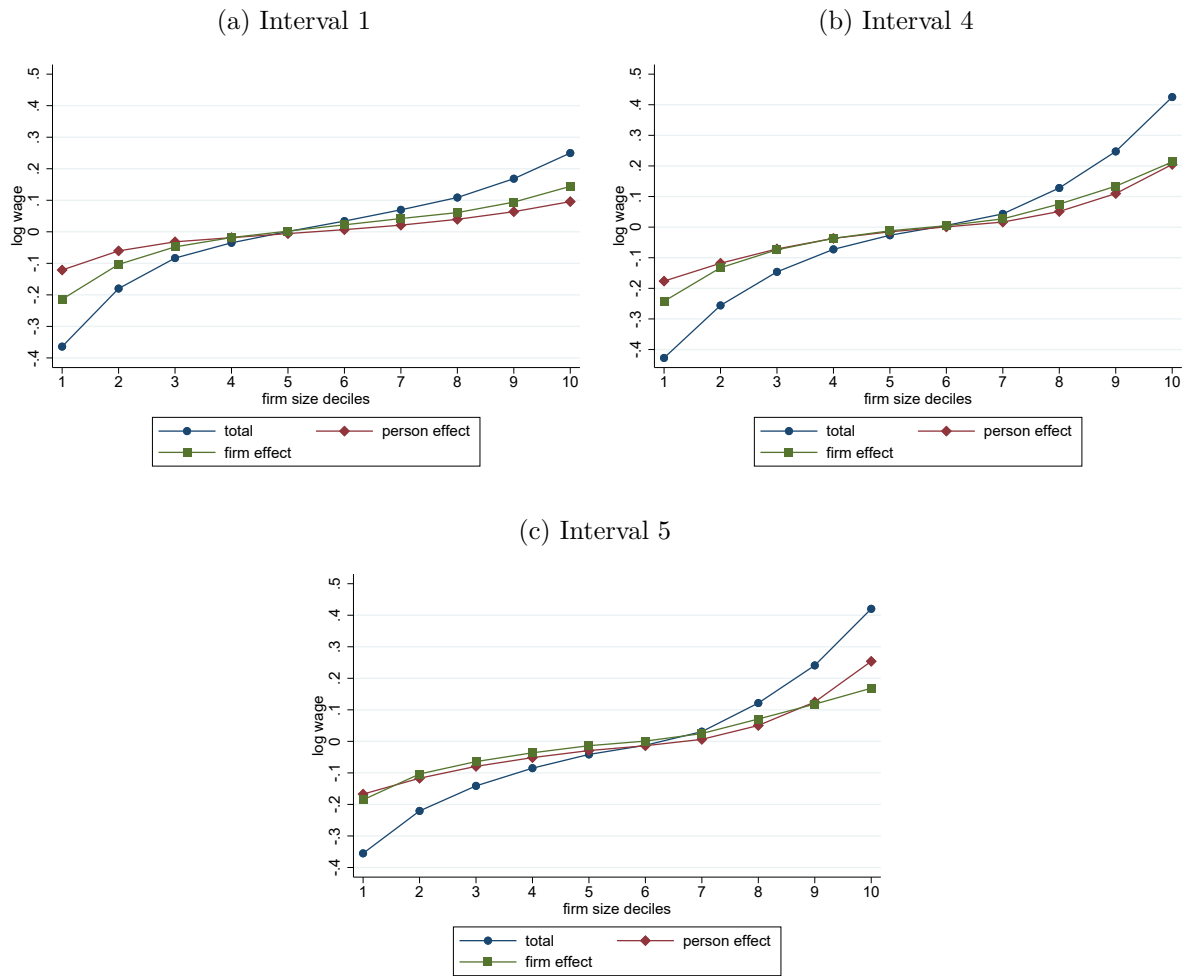 (a) Interval 1
log wage
.5
.4
.3
.2
.1
0
-.1
-.2
-.3
-.4
1 2 3 4 5 6 7 8 9 10
firm size deciles
total person effect
firm effect
(b) Interval 4
log wage
.5
.4
.3
.2
.1
0
-.1
-.2
-.3
-.4
1 2 3 4 5 6 7 8 9 10
firm size deciles
total person effect
firm effect
(c) Interval 5
log wage
.5
.4
.3
.2
.1
0
-.1
-.2
-.3
-.4
1 2 3 4 5 6 7 8 9 10
firm size deciles
total person effect
firm effect